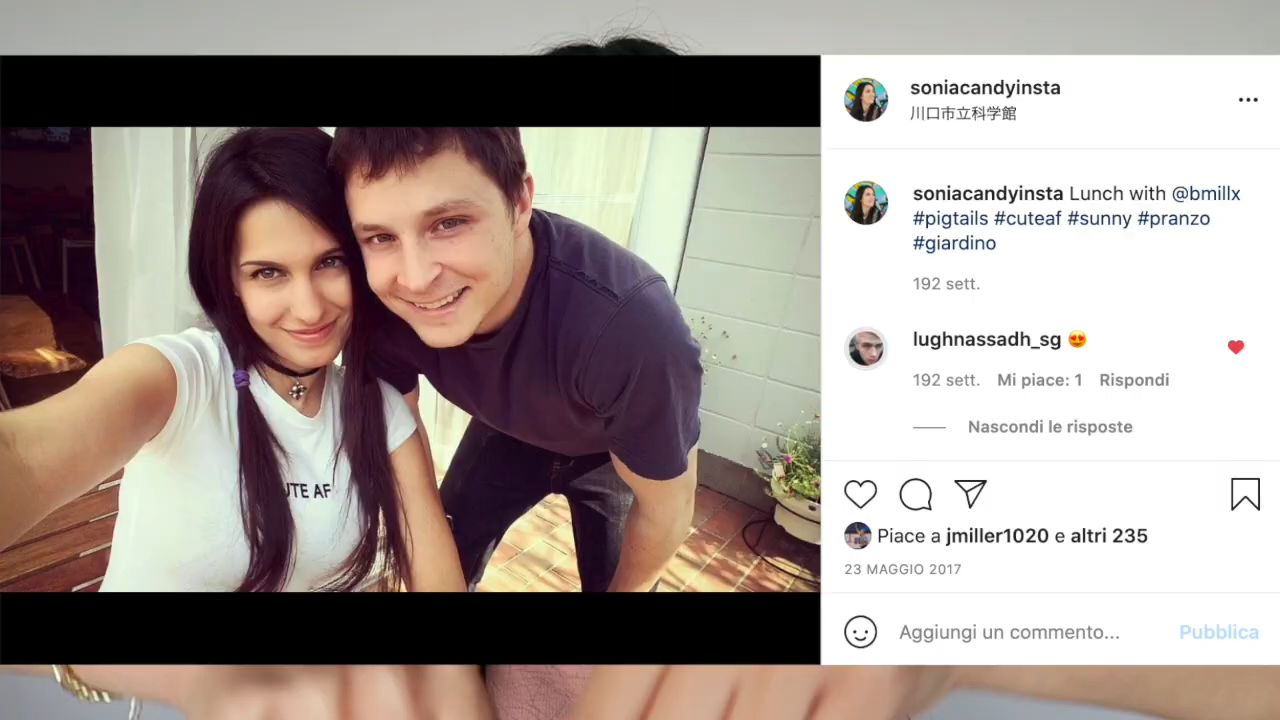 soniacandyinsta
川口市立科学館
soniacandyinsta Lunch with @bmillx
#pigtails #cuteaf #sunny #pranzo
#giardino
192 sett.
lughnassadh_sg 😍
192 sett. Mi piace: 1 Rispondi
Nascondi le risposte
UTE AF
Piace a jmiller1020 e altri 235
23 MAGGIO 2017
Aggiungi un commento... Pubblica